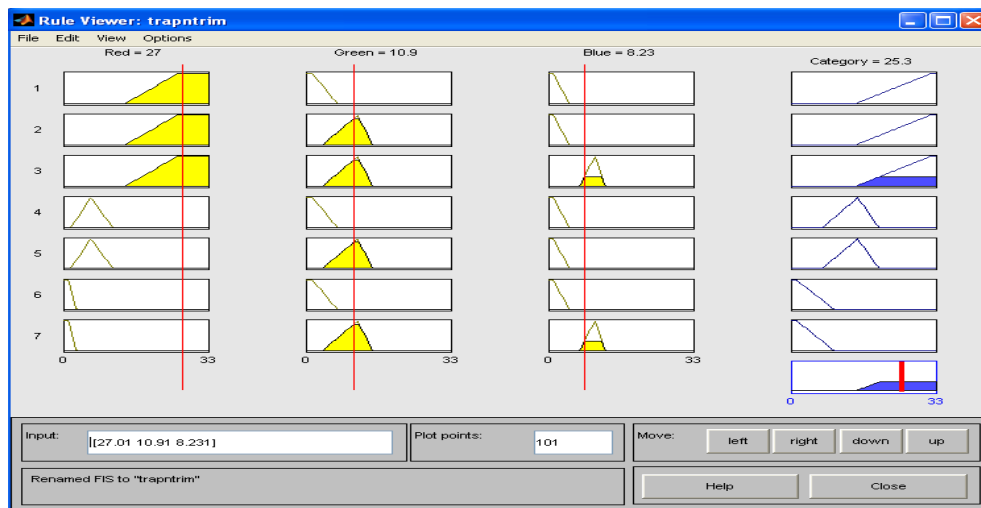 Rule Viewer: trapntrim
File Edit View Options
Red = 27 Green = 10.9 Blue = 8.23 Category = 25.3
1
2
3
4
5
6
7
0 33 0 33 0 33
0 33
Input: [27.01 10.91 8.231] Plot points: 101 Move: left right down up
Renamed FIS to "trapntrim" Help Close